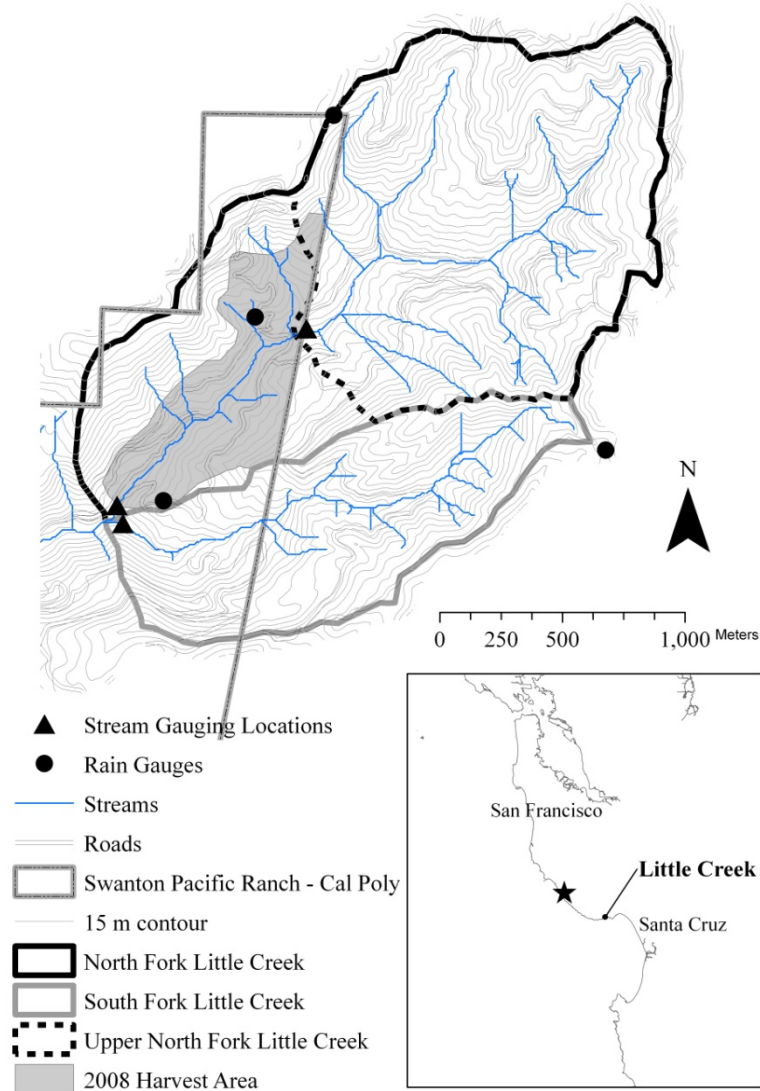 N
0 250 500 1,000 Meters
Stream Gauging Locations
Rain Gauges
Streams
Roads
Swanton Pacific Ranch - Cal Poly
15 m contour
North Fork Little Creek
South Fork Little Creek
Upper North Fork Little Creek
2008 Harvest Area
San Francisco
Little Creek
Santa Cruz